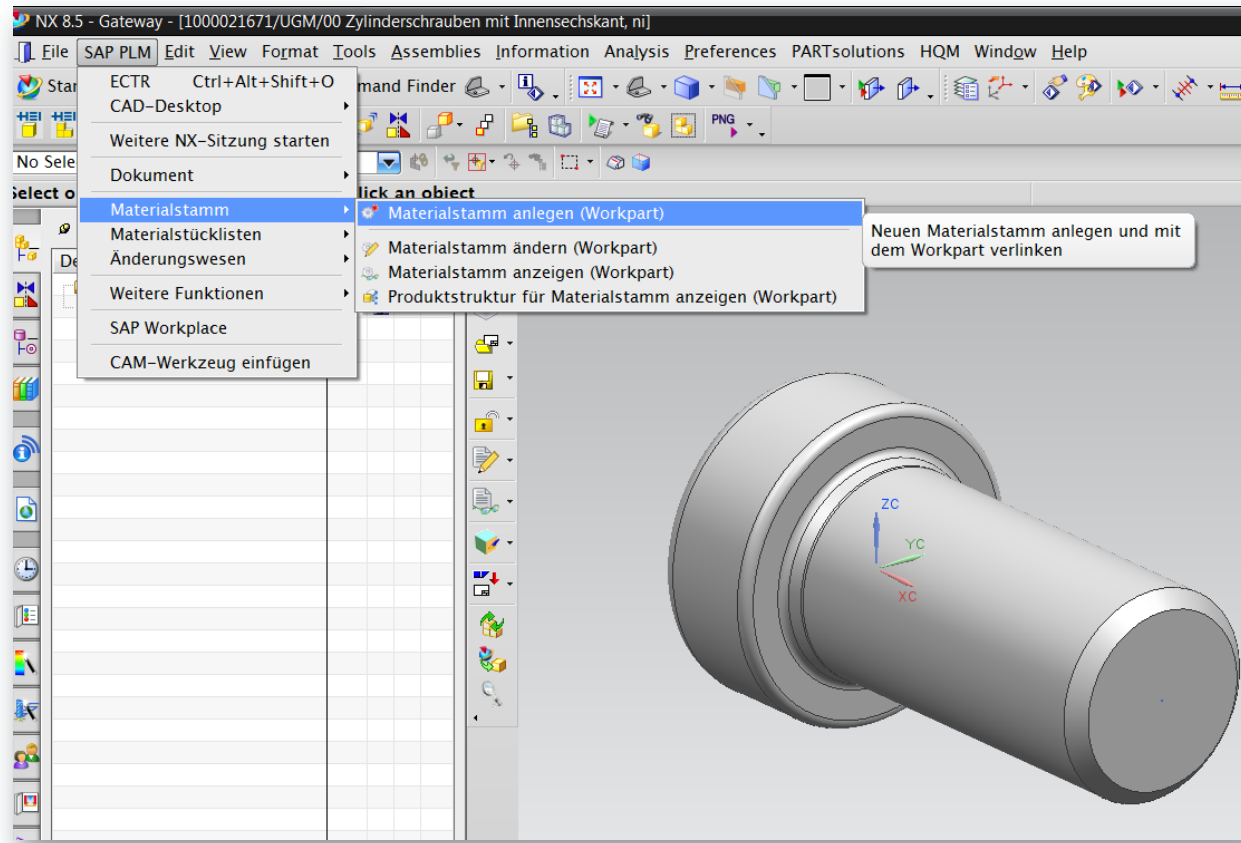 NX 8.5 - Gateway - [1000021671/UGM/00 Zylinderschrauben mit Innensechskant, ni]
File SAP PLM Edit View Format Tools Assemblies Information Analysis Preferences PARTsolutions HQM Window Help
Star
mand Finder
ECTR Ctrl+Alt+Shift+O
CAD-Desktop
HEI HEI
PNG
Weitere NX-Sitzung starten
No Sele
Dokument
Select o
lick an object
Materialstamm
Materialstamm anlegen (Workpart)
Neuen Materialstamm anlegen und mit
dem Workpart verlinken
Materialstücklisten
Materialstamm ändern (Workpart)
De
Änderungswesen
Materialstamm anzeigen (Workpart)
Weitere Funktionen
Produktstruktur für Materialstamm anzeigen (Workpart)
SAP Workplace
CAM-Werkzeug einfügen
ZC
YC
XC